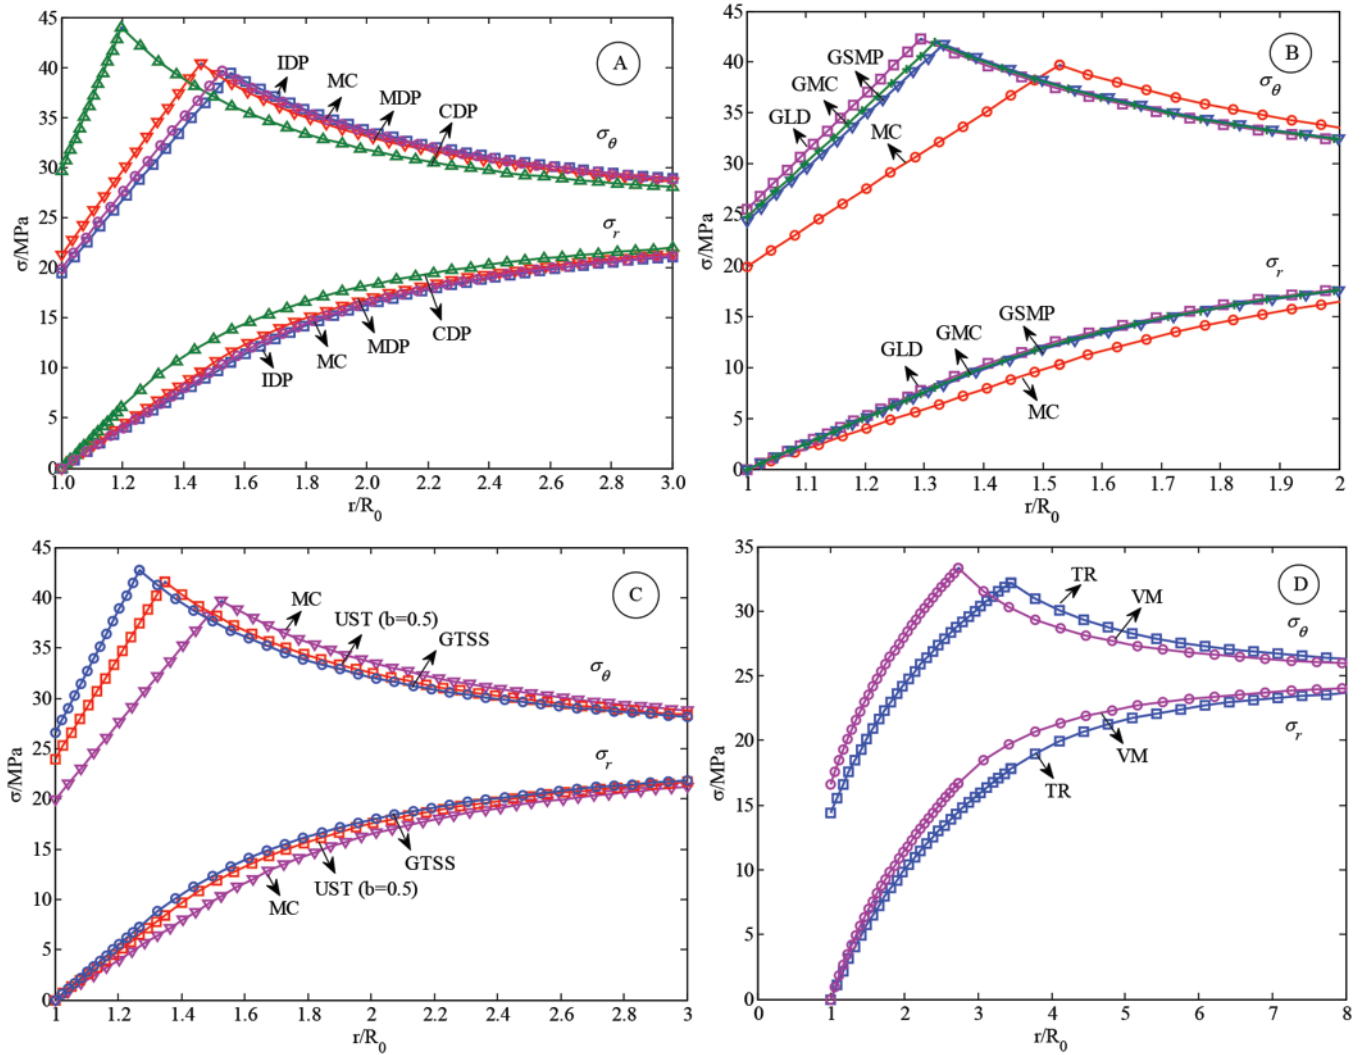 45
40
35
30
25
20
15
10
5
0
σ/MPa
A
IDP
MC
MDP
CDP
σθ
σr
CDP
MDP
MC
IDP
1.0 1.2 1.4 1.6 1.8 2.0 2.2 2.4 2.6 2.8 3.0
r/R0
45
40
35
30
25
20
15
10
5
0
σ/MPa
B
GSMP
GMC
GLD
MC
σθ
σr
GSMP
GMC
GLD
MC
1 1.1 1.2 1.3 1.4 1.5 1.6 1.7 1.8 1.9 2
r/R0
45
40
35
30
25
20
15
10
5
0
σ/MPa
C
MC
UST (b=0.5)
GTSS
σθ
σr
GTSS
UST (b=0.5)
MC
1 1.2 1.4 1.6 1.8 2 2.2 2.4 2.6 2.8 3
r/R0
35
30
25
20
15
10
5
0
σ/MPa
D
TR
VM
σθ
σr
VM
TR
0 1 2 3 4 5 6 7 8
r/R0